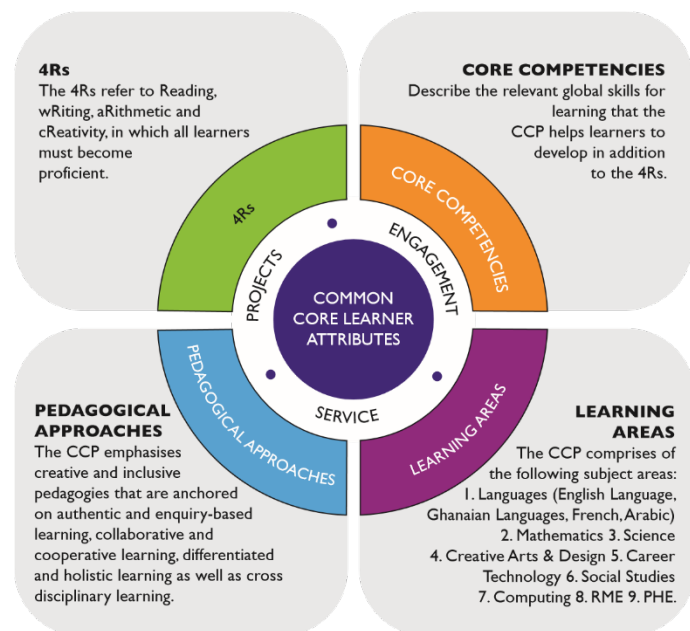 4Rs
The 4Rs refer to Reading,
wRiting, aRithmetic and
cReativity, in which all learners
must become
proficient.
CORE COMPETENCIES
Describe the relevant global skills for
learning that the
CCP helps learners to
develop in addition
to the 4Rs.
4Rs
CORE COMPETENCIES
PROJECTS
ENGAGEMENT
COMMON
CORE LEARNER
ATTRIBUTES
SERVICE
PEDAGOGICAL APPROACHES
LEARNING AREAS
PEDAGOGICAL
APPROACHES
The CCP emphasises
creative and inclusive
pedagogies that are anchored
on authentic and enquiry-based
learning, collaborative and
cooperative learning, differentiated
and holistic learning as well as cross
disciplinary learning.
LEARNING
AREAS
The CCP comprises of
the following subject areas:
1. Languages (English Language,
Ghanaian Languages, French, Arabic)
2. Mathematics 3. Science
4. Creative Arts & Design 5. Career
Technology 6. Social Studies
7. Computing 8. RME 9. PHE.